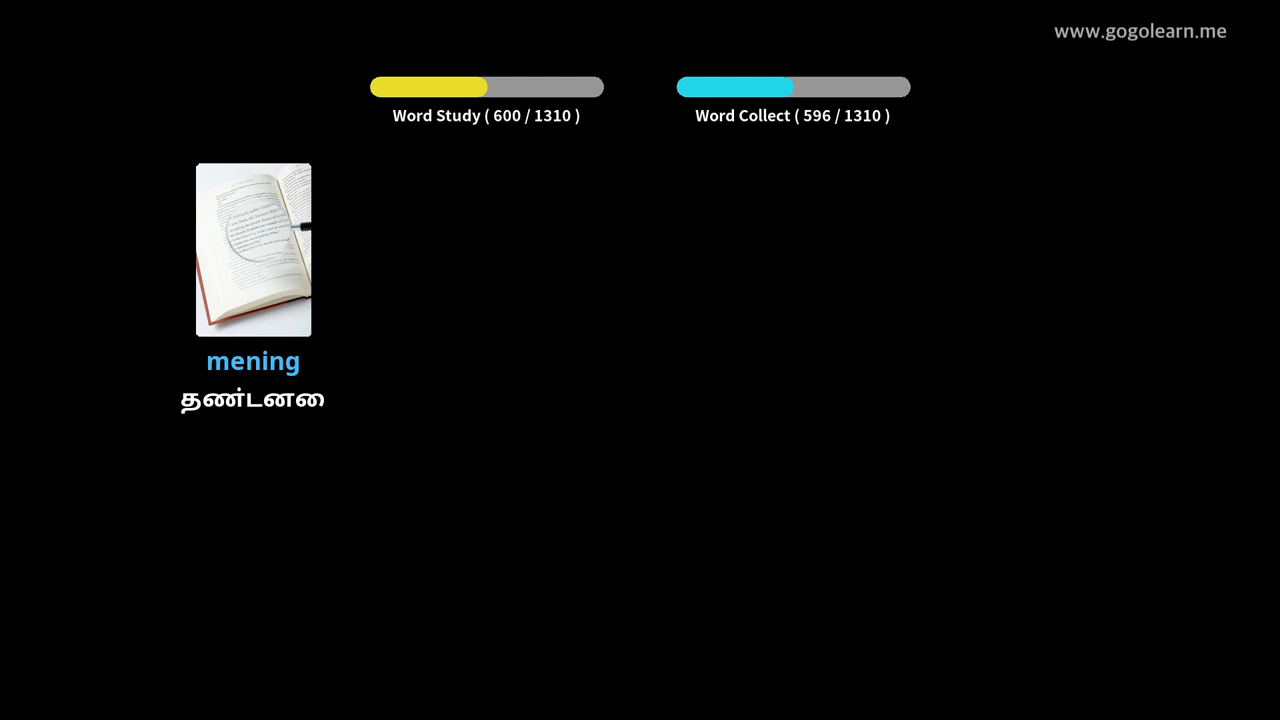 www.gogolearn.me
Word Study ( 600 / 1310 )
Word Collect ( 596 / 1310 )
mening
தண்டனை